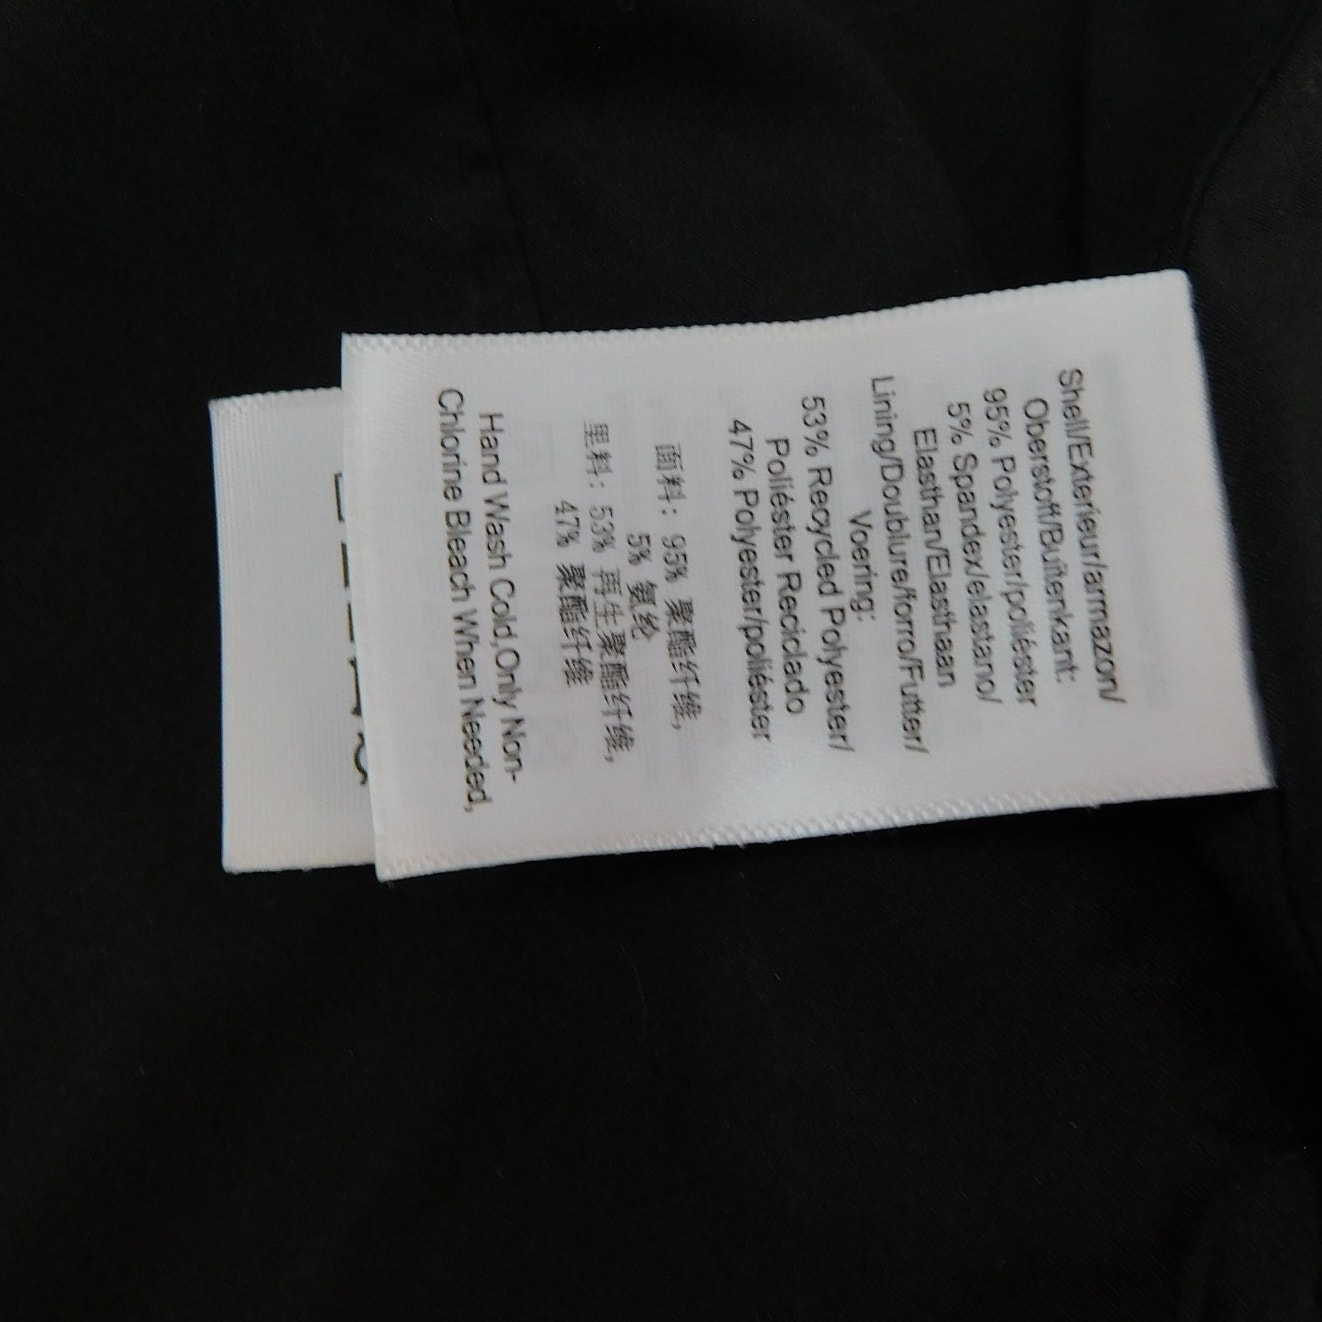 Shell/Exterieur/armazon/
Oberstoff/Buitenkant:
95% Polyester/poliéster
5% Spandex/elastano/
Elasthan/Elasthaan
Lining/Doublure/forro/Futter/
Voering:
53% Recycled Polyester/
Poliéster Reciclado
47% Polyester/poliéster
面料：95% 聚酯纤维,
5% 氨纶
里料：53% 再生聚酯纤维,
47% 聚酯纤维
Hand Wash Cold,Only Non-
Chlorine Bleach When Needed,